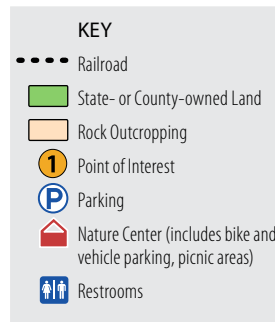 KEY
Railroad
State- or County-owned Land
Rock Outcropping
1 Point of Interest
P Parking
Nature Center (includes bike and
vehicle parking, picnic areas)
Restrooms